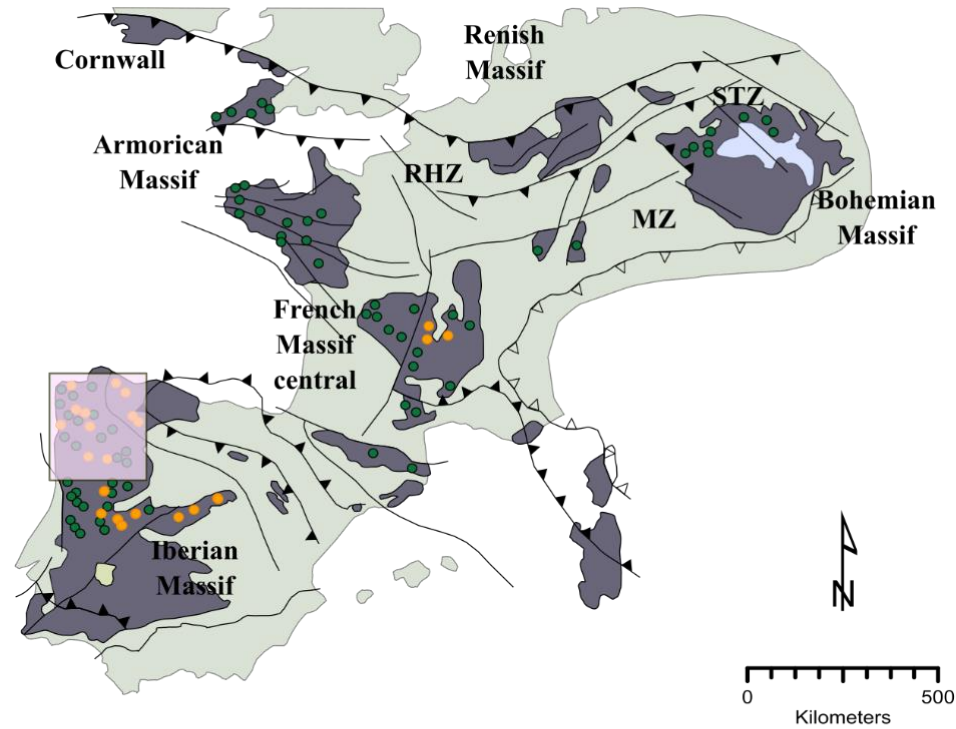 Cornwall
Renish
Massif
STZ
Armorican
Massif
RHZ
MZ
Bohemian
Massif
French
Massif
central
Iberian
Massif
N
0 500
Kilometers